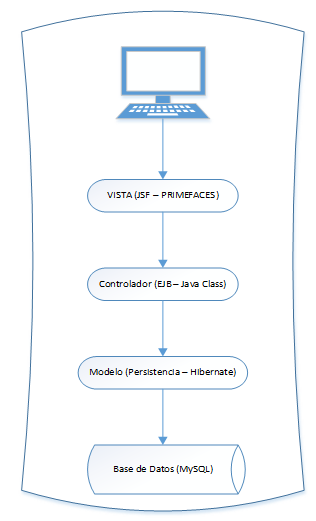 VISTA (JSF – PRIMEFACES)
Controlador (EJB – Java Class)
Modelo (Persistencia – Hibernate)
Base de Datos (MySQL)